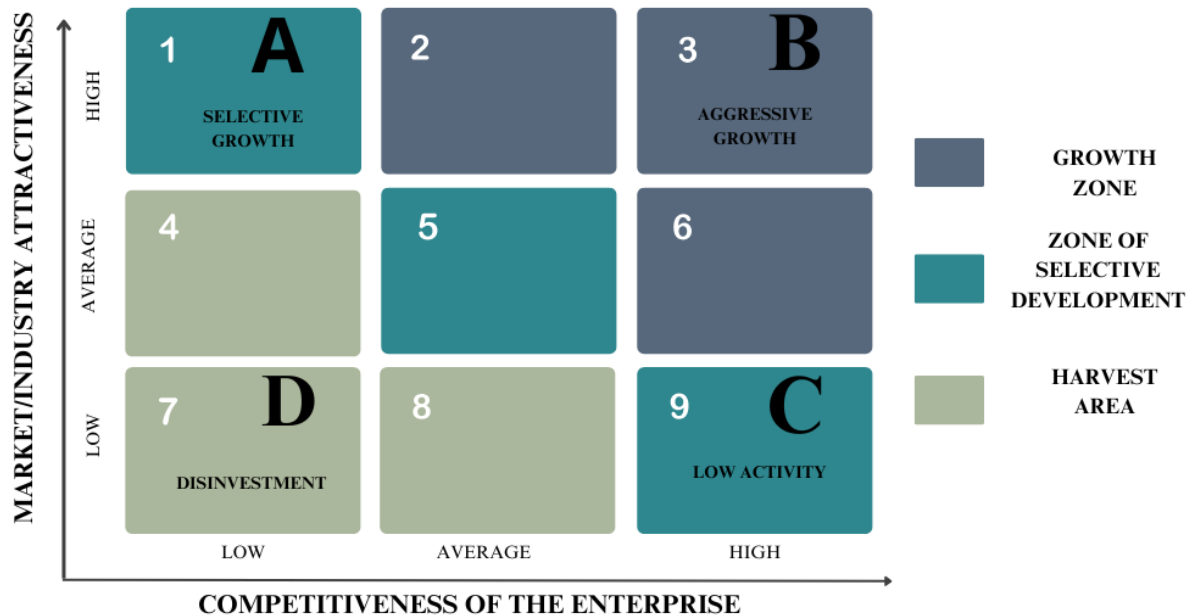 MARKET/INDUSTRY ATTRACTIVENESS
HIGH
AVERAGE
LOW
1
A
SELECTIVE
GROWTH
2
3
B
AGGRESSIVE
GROWTH
4
5
6
7
D
DISINVESTMENT
8
9
C
LOW ACTIVITY
LOW
AVERAGE
HIGH
COMPETITIVENESS OF THE ENTERPRISE
GROWTH
ZONE
ZONE OF
SELECTIVE
DEVELOPMENT
HARVEST
AREA